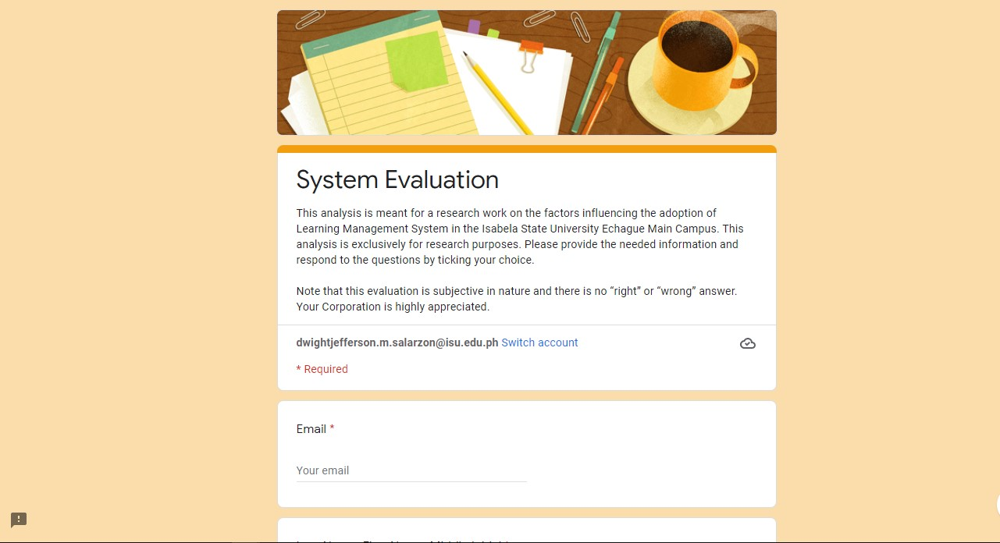 System Evaluation
This analysis is meant for a research work on the factors influencing the adoption of
Learning Management System in the Isabela State University Echague Main Campus. This
analysis is exclusively for research purposes. Please provide the needed information and
respond to the questions by ticking your choice.
Note that this evaluation is subjective in nature and there is no “right” or “wrong” answer.
Your Corporation is highly appreciated.
dwightjefferson.m.salarzon@isu.edu.ph Switch account
* Required
Email *
Your email